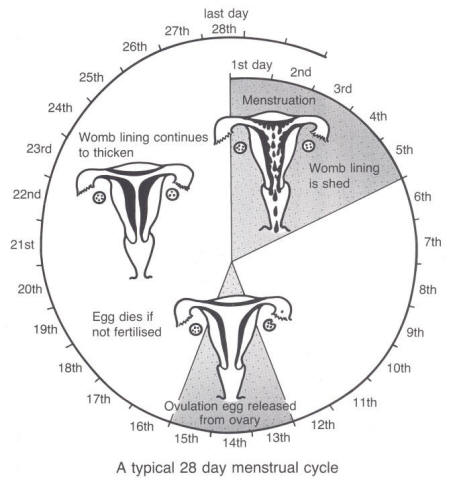 last day
28th
1st day
2nd
3rd
4th
5th
6th
7th
8th
9th
10th
11th
12th
13th
14th
15th
16th
17th
18th
19th
20th
21st
22nd
23rd
24th
25th
26th
27th
Menstruation
Womb lining
is shed
Womb lining continues
to thicken
Egg dies if
not fertilised
Ovulation egg released
from ovary
A typical 28 day menstrual cycle